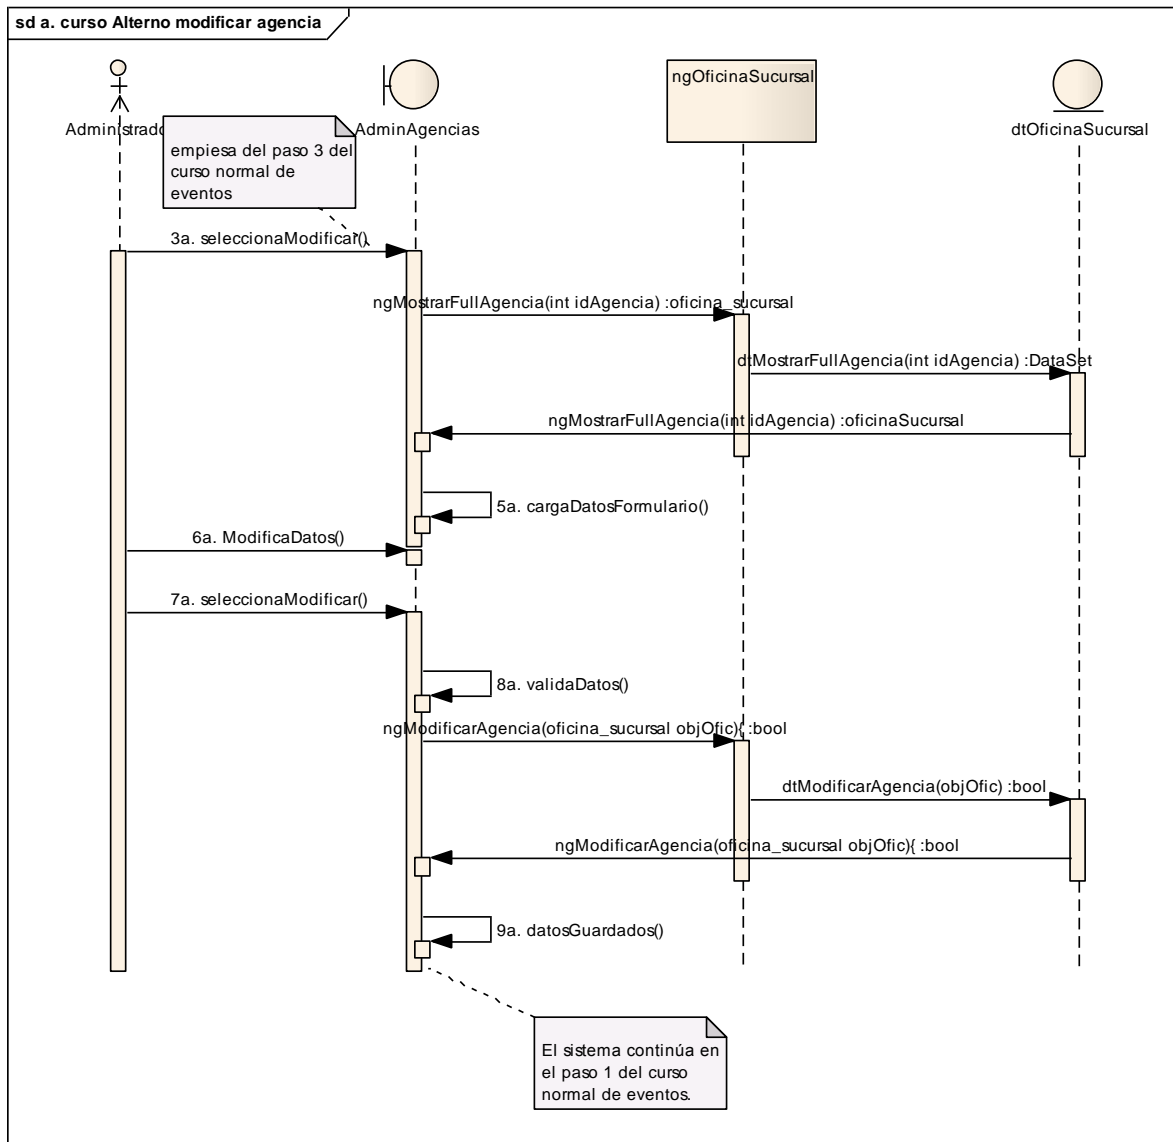 sd a. curso Alterno modificar agencia
Administrado
AdminAgencias
ngOficinaSucursal
dtOficinaSucursal
empiesa del paso 3 del
curso normal de
eventos
3a. seleccionaModificar()
ngMostrarFullAgencia(int idAgencia) :oficina_sucursal
dtMostrarFullAgencia(int idAgencia) :DataSet
ngMostrarFullAgencia(int idAgencia) :oficinaSucursal
5a. cargaDatosFormulario()
6a. ModificaDatos()
7a. seleccionaModificar()
8a. validaDatos()
ngModificarAgencia(oficina_sucursal objOfic){ :bool
dtModificarAgencia(objOfic) :bool
ngModificarAgencia(oficina_sucursal objOfic){ :bool
9a. datosGuardados()
El sistema continúa en
el paso 1 del curso
normal de eventos.